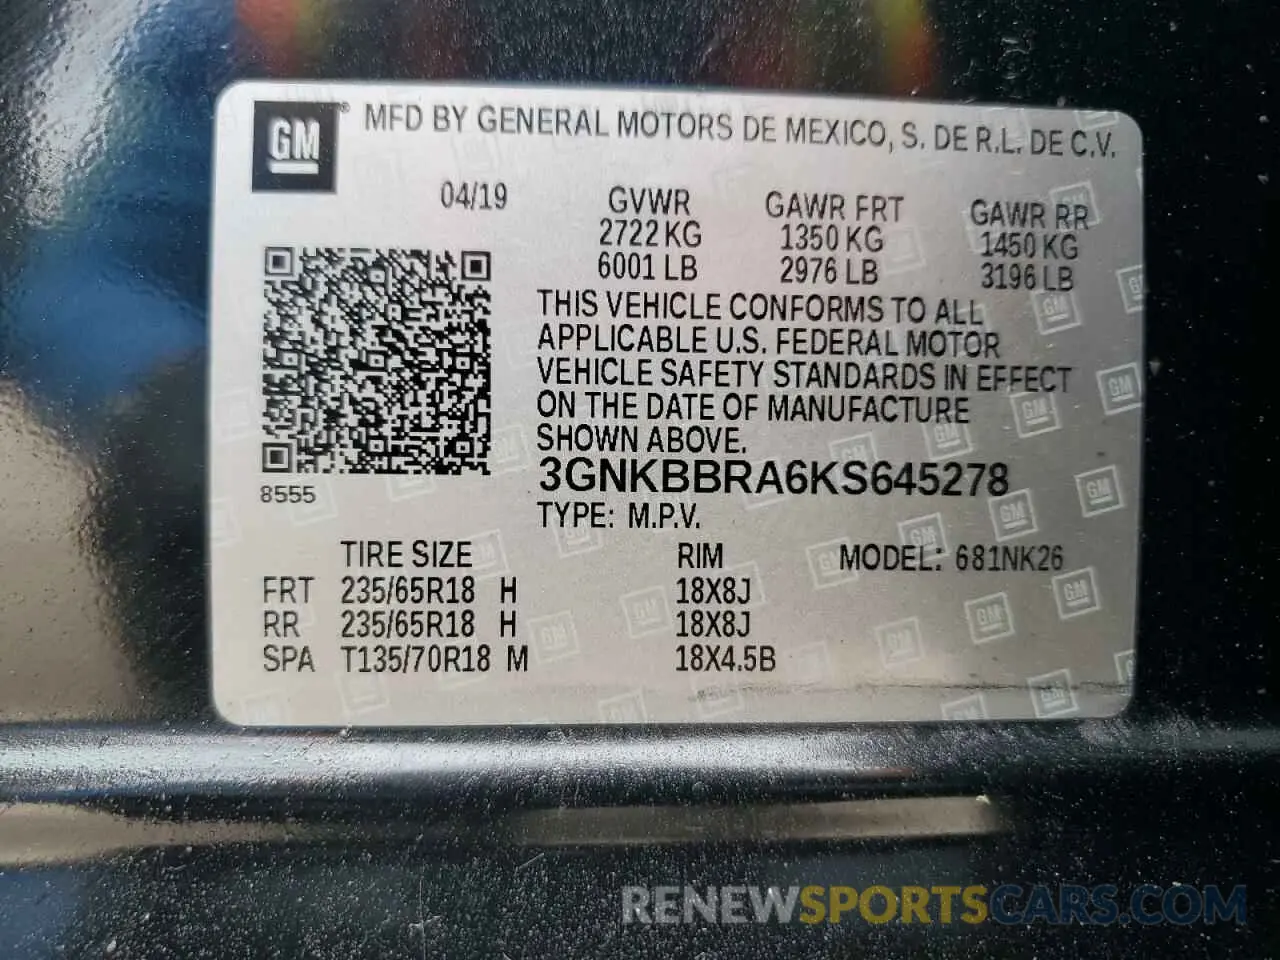 GM® MFD BY GENERAL MOTORS DE MEXICO, S. DE R.L. DE C.V.
04/19 GVWR GAWR FRT GAWR RR
2722 KG 1350 KG 1450 KG
6001 LB 2976 LB 3196 LB
THIS VEHICLE CONFORMS TO ALL
APPLICABLE U.S. FEDERAL MOTOR
VEHICLE SAFETY STANDARDS IN EFFECT
ON THE DATE OF MANUFACTURE
SHOWN ABOVE.
3GNKBBRA6KS645278
8555
TYPE: M.P.V.
TIRE SIZE RIM MODEL: 681NK26
FRT 235/65R18 H 18X8J
RR 235/65R18 H 18X8J
SPA T135/70R18 M 18X4.5B
RENEWSPORTSCARS.COM